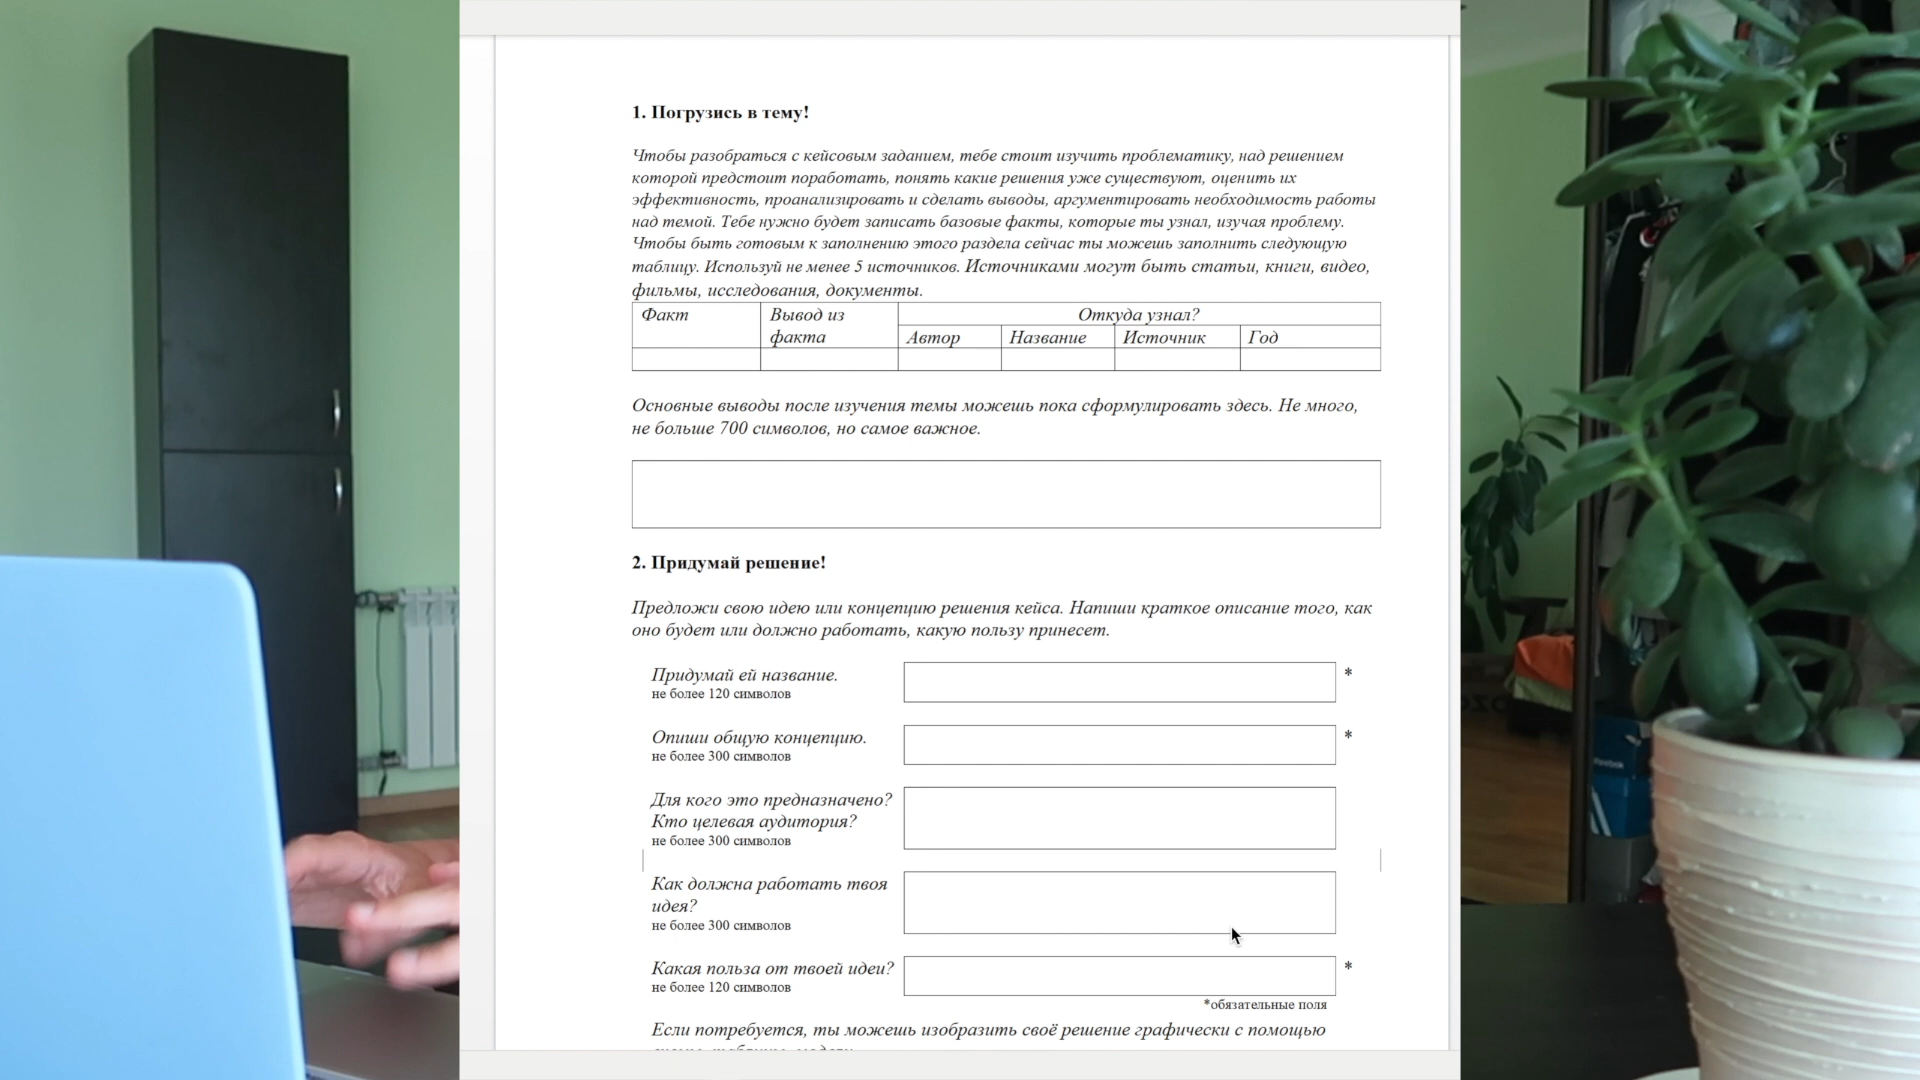 1. Погрузись в тему!
Чтобы разобраться с кейсовым заданием, тебе стоит изучить проблематику, над решением
которой предстоит поработать, понять какие решения уже существуют, оценить их
эффективность, проанализировать и сделать выводы, аргументировать необходимость работы
над темой. Тебе нужно будет записать базовые факты, которые ты узнал, изучая проблему.
Чтобы быть готовым к заполнению этого раздела сейчас ты можешь заполнить следующую
таблицу. Используй не менее 5 источников. Источниками могут быть статьи, книги, видео,
фильмы, исследования, документы.
Факт
Вывод из
факта
Откуда узнал?
Автор
Название
Источник
Год
Основные выводы после изучения темы можешь пока сформулировать здесь. Не много,
не больше 700 символов, но самое важное.
2. Придумай решение!
Предложи свою идею или концепцию решения кейса. Напиши краткое описание того, как
оно будет или должно работать, какую пользу принесет.
Придумай ей название. *
не более 120 символов
Опиши общую концепцию. *
не более 300 символов
Для кого это предназначено?
Кто целевая аудитория?
не более 300 символов
Как должна работать твоя
идея?
не более 300 символов
Какая польза от твоей идеи? *
не более 120 символов
*обязательные поля
Если потребуется, ты можешь изобразить своё решение графически с помощью
Reebok